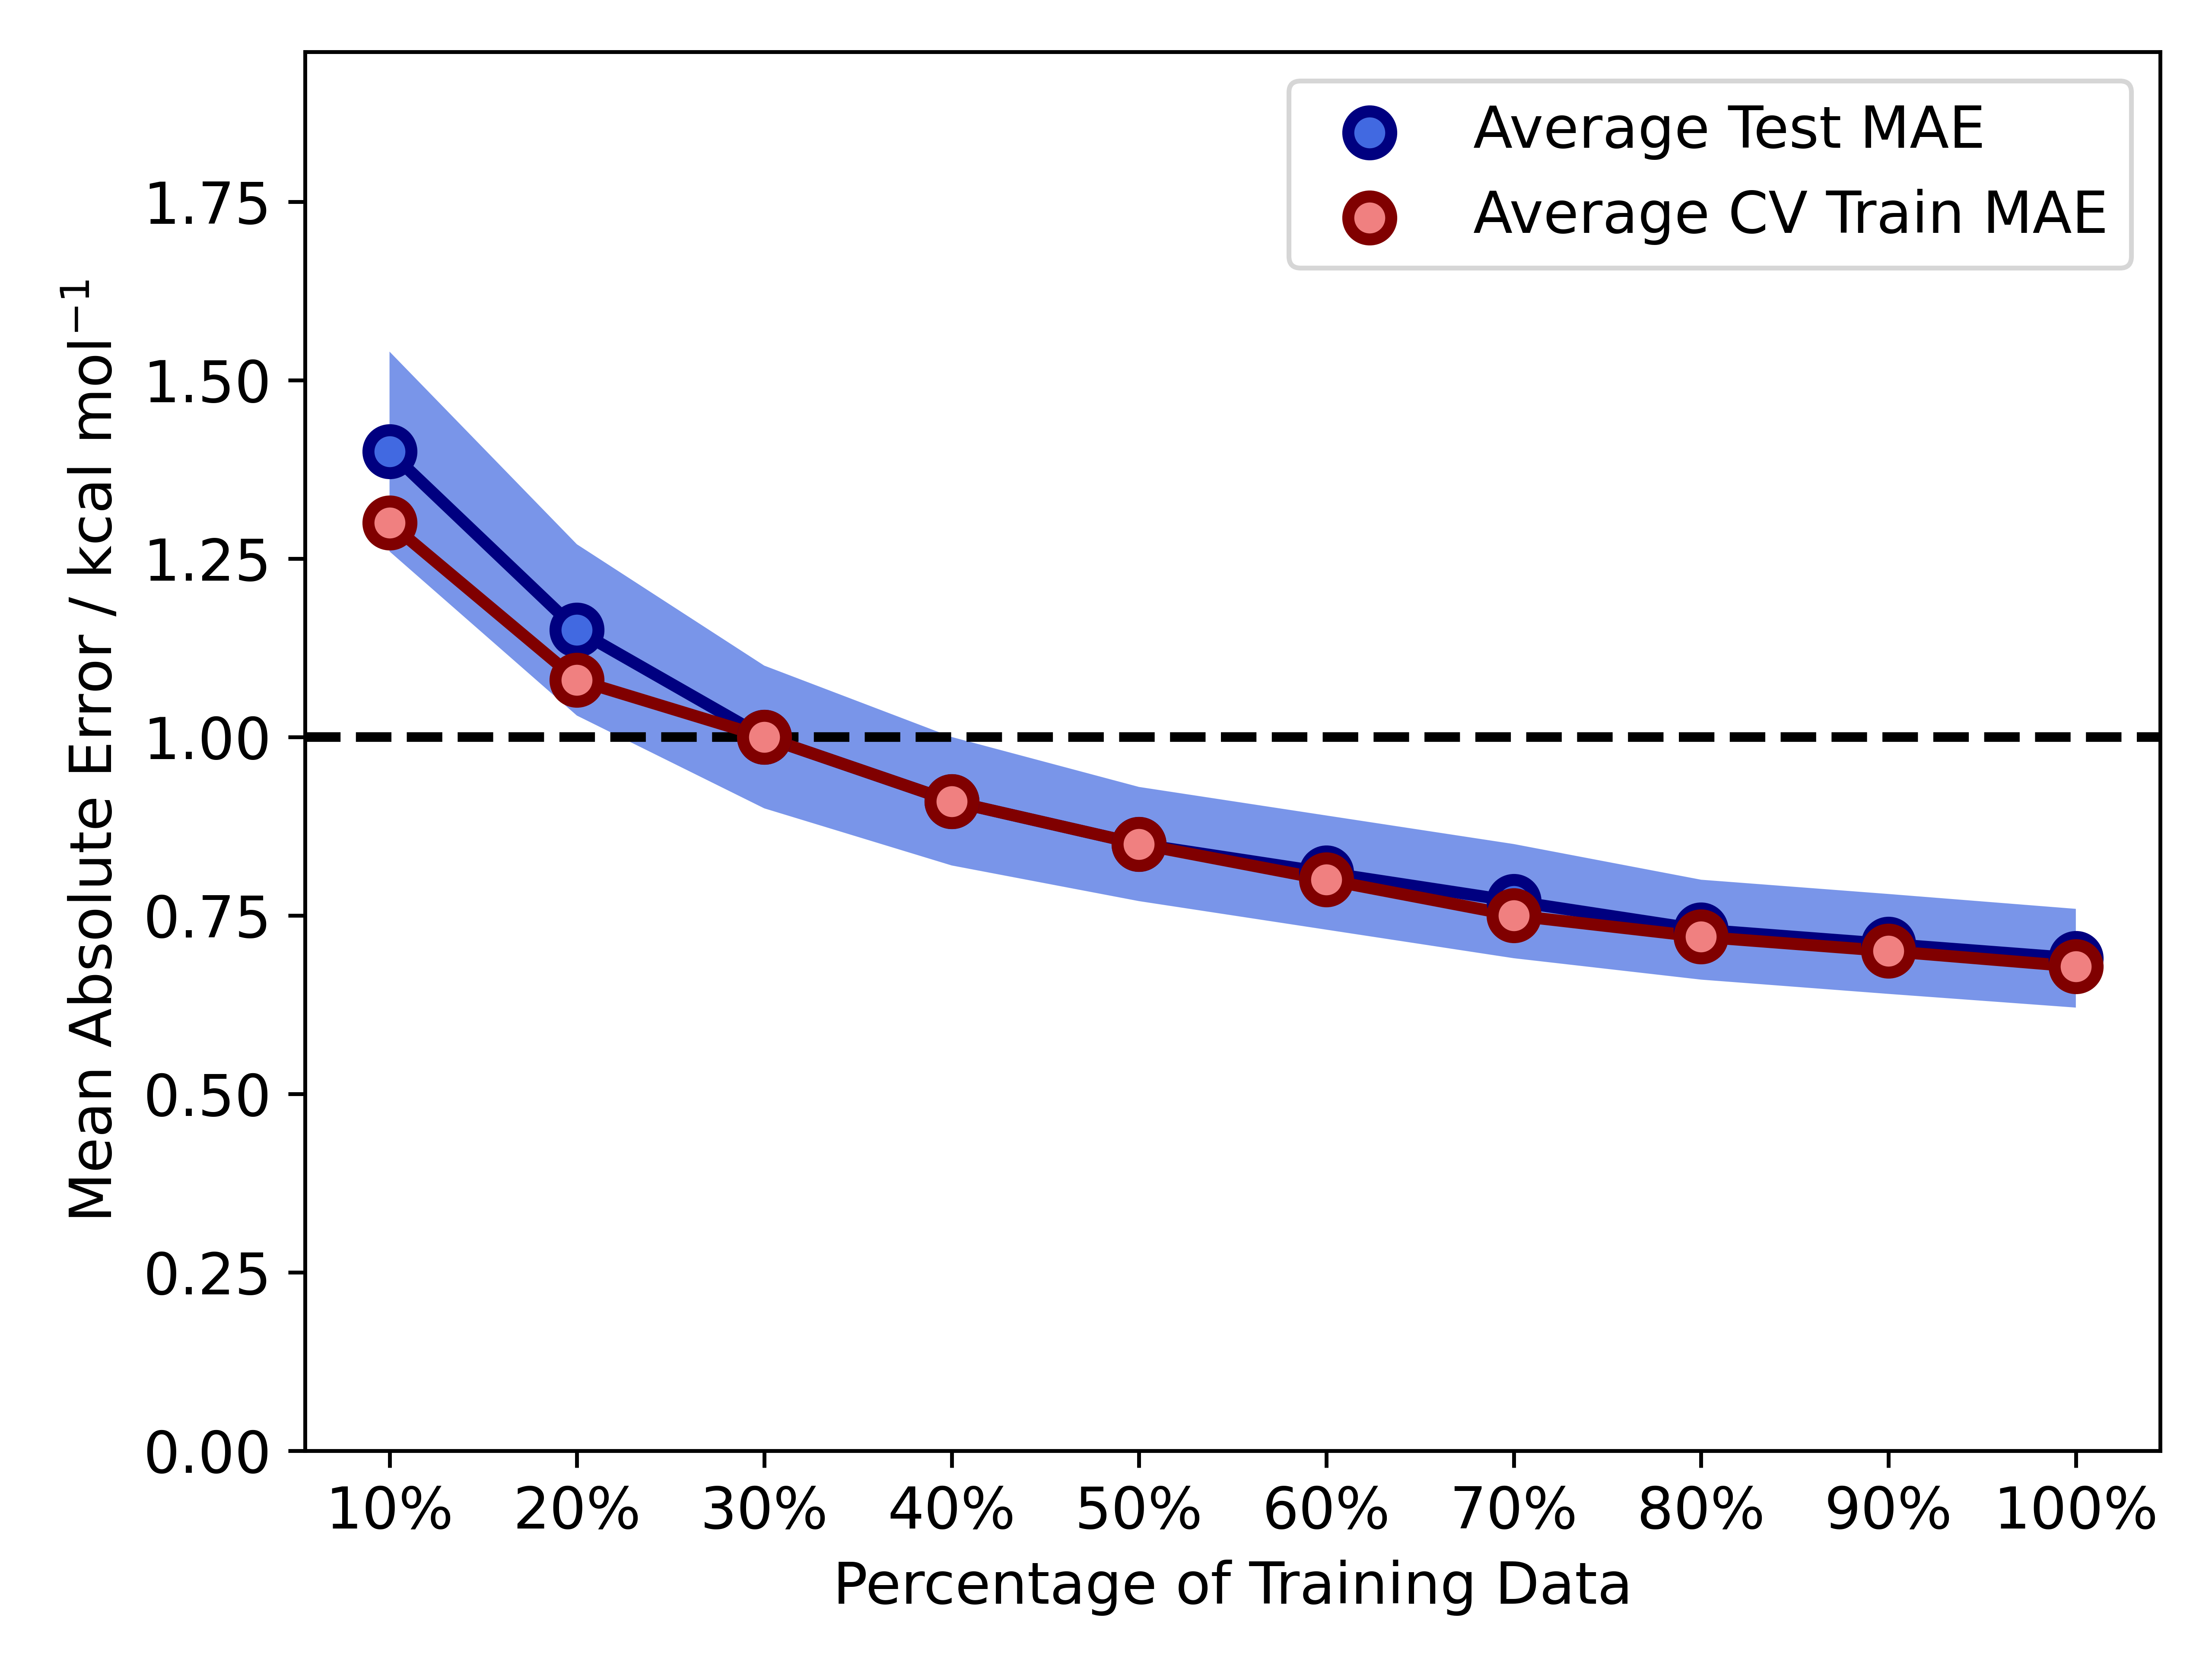 Average Test MAE
Average CV Train MAE
Mean Absolute Error / kcal mol⁻¹
1.75
1.50
1.25
1.00
0.75
0.50
0.25
0.00
10% 20% 30% 40% 50% 60% 70% 80% 90% 100%
Percentage of Training Data